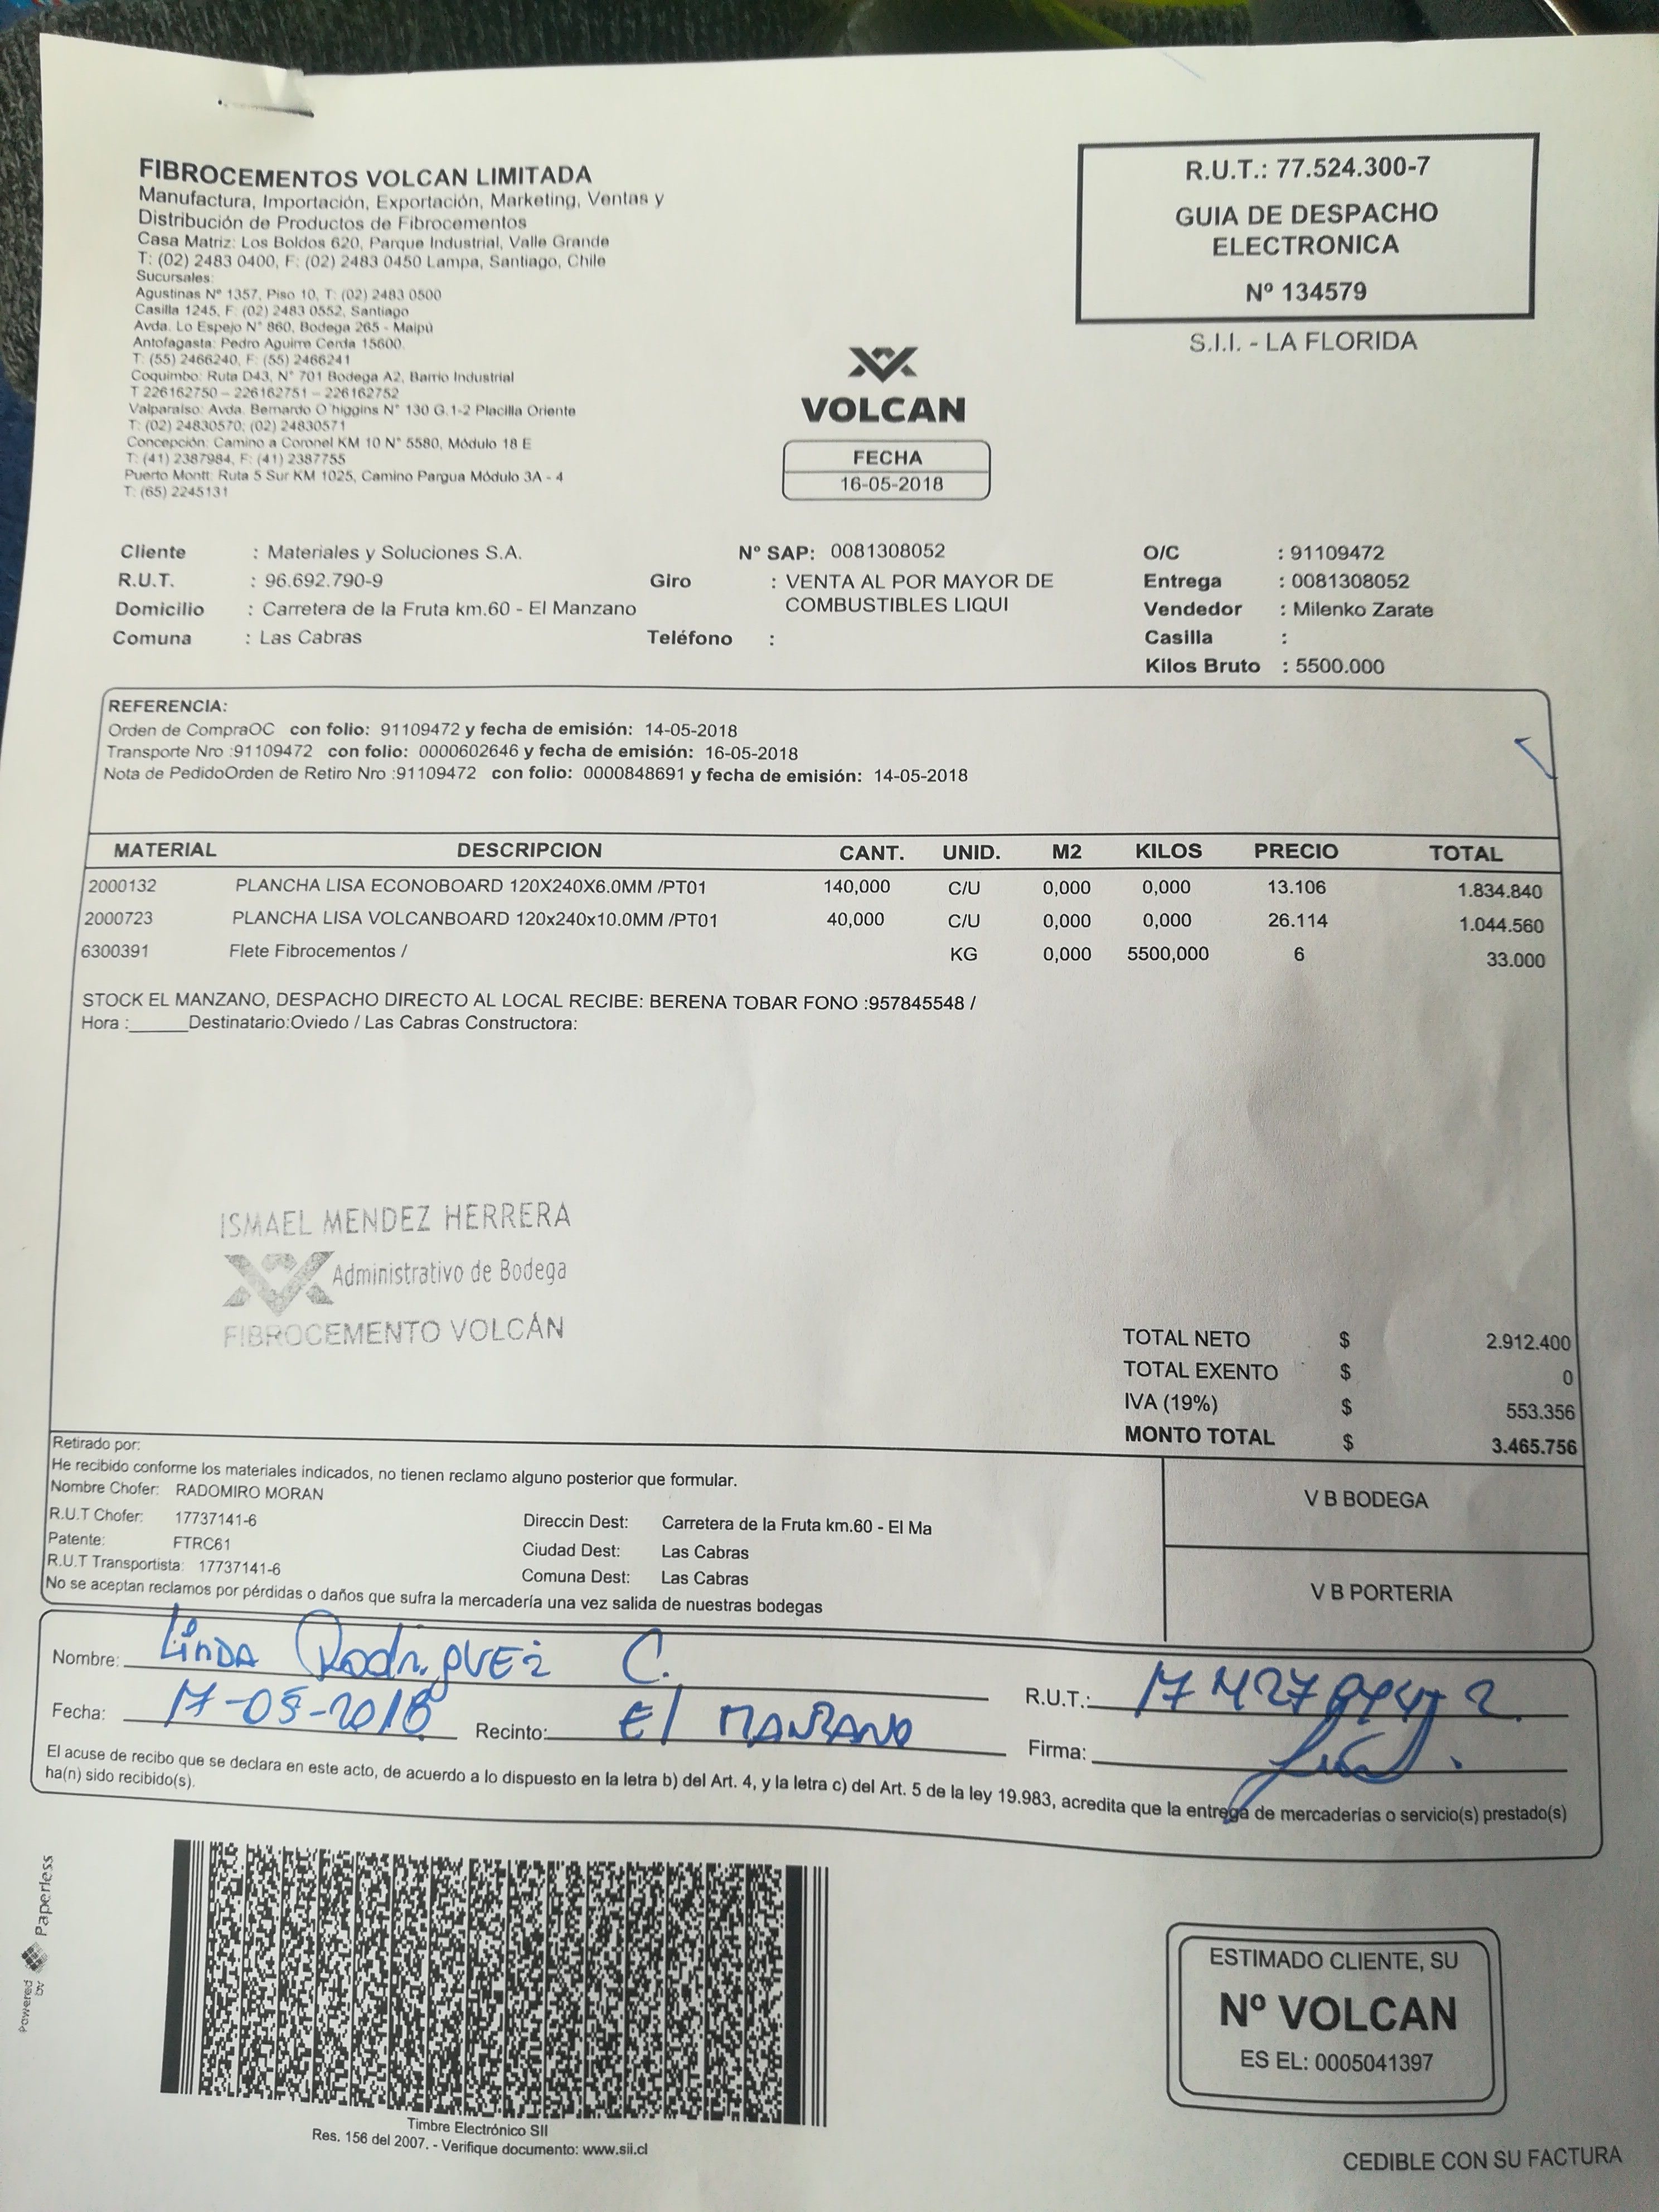 FIBROCEMENTOS VOLCAN LIMITADA
Manufactura, Importación, Exportación, Marketing, Ventas y
Distribución de Productos de Fibrocementos
Casa Matriz: Los Boldos 620, Parque Industrial, Valle Grande
T: (02) 2483 0400, F: (02) 2483 0450 Lampa, Santiago, Chile
Sucursales:
Agustinas Nº 1357, Piso 10, T: (02) 2483 0500
Casilla 1245, F: (02) 2483 0552, Santiago
Avda. Lo Espejo N° 860, Bodega 265 - Maipú
Antofagasta: Pedro Aguirre Cerda 15600.
T: (55) 2466240, F: (55) 2466241
Coquimbo: Ruta D43, N° 701 Bodega A2, Barrio Industrial
T 226162750 – 226162751 – 226162752
Valparaiso: Avda. Bernardo O´higgins N° 130 G.1-2 Placilla Oriente
T: (02) 24830570; (02) 24830571
Concepción: Camino a Coronel KM 10 N° 5580, Módulo 18 E
T: (41) 2387984, F: (41) 2387755
Puerto Montt: Ruta 5 Sur KM 1025, Camino Pargua Módulo 3A - 4
T: (65) 2245131
R.U.T.: 77.524.300-7
GUIA DE DESPACHO
ELECTRONICA
Nº 134579
S.I.I. - LA FLORIDA
VOLCAN
FECHA
16-05-2018
Cliente : Materiales y Soluciones S.A. Nº SAP: 0081308052 O/C : 91109472
R.U.T. : 96.692.790-9 Giro : VENTA AL POR MAYOR DE Entrega : 0081308052
Domicilio : Carretera de la Fruta km.60 - El Manzano COMBUSTIBLES LIQUI Vendedor : Milenko Zarate
Comuna : Las Cabras Teléfono : Casilla :
Kilos Bruto : 5500.000
REFERENCIA:
Orden de CompraOC con folio: 91109472 y fecha de emisión: 14-05-2018
Transporte Nro :91109472 con folio: 0000602646 y fecha de emisión: 16-05-2018
Nota de PedidoOrden de Retiro Nro :91109472 con folio: 0000848691 y fecha de emisión: 14-05-2018
MATERIAL DESCRIPCION CANT. UNID. M2 KILOS PRECIO TOTAL
2000132 PLANCHA LISA ECONOBOARD 120X240X6.0MM /PT01 140,000 C/U 0,000 0,000 13.106 1.834.840
2000723 PLANCHA LISA VOLCANBOARD 120x240x10.0MM /PT01 40,000 C/U 0,000 0,000 26.114 1.044.560
6300391 Flete Fibrocementos / KG 0,000 5500,000 6 33.000
STOCK EL MANZANO, DESPACHO DIRECTO AL LOCAL RECIBE: BERENA TOBAR FONO :957845548 /
Hora :______Destinatario:Oviedo / Las Cabras Constructora:
ISMAEL MENDEZ HERRERA
Administrativo de Bodega
FIBROCEMENTO VOLCÁN
TOTAL NETO $ 2.912.400
TOTAL EXENTO $ 0
IVA (19%) $ 553.356
MONTO TOTAL $ 3.465.756
Retirado por:
He recibido conforme los materiales indicados, no tienen reclamo alguno posterior que formular.
Nombre Chofer: RADOMIRO MORAN
R.U.T Chofer: 17737141-6 Direccin Dest: Carretera de la Fruta km.60 - El Ma
Patente: FTRC61 Ciudad Dest: Las Cabras
R.U.T Transportista: 17737141-6 Comuna Dest: Las Cabras
No se aceptan reclamos por pérdidas o daños que sufra la mercadería una vez salida de nuestras bodegas
V B BODEGA
V B PORTERIA
Nombre: Linda Rodriguez C. R.U.T.:
Fecha: 17-05-2018 Recinto: El MANZANO Firma:
El acuse de recibo que se declara en este acto, de acuerdo a lo dispuesto en la letra b) del Art. 4, y la letra c) del Art. 5 de la ley 19.983, acredita que la entrega de mercaderías o servicio(s) prestado(s)
ha(n) sido recibido(s).
Powered by Paperless
Timbre Electrónico SII
Res. 156 del 2007. - Verifique documento: www.sii.cl
ESTIMADO CLIENTE, SU
Nº VOLCAN
ES EL: 0005041397
CEDIBLE CON SU FACTURA